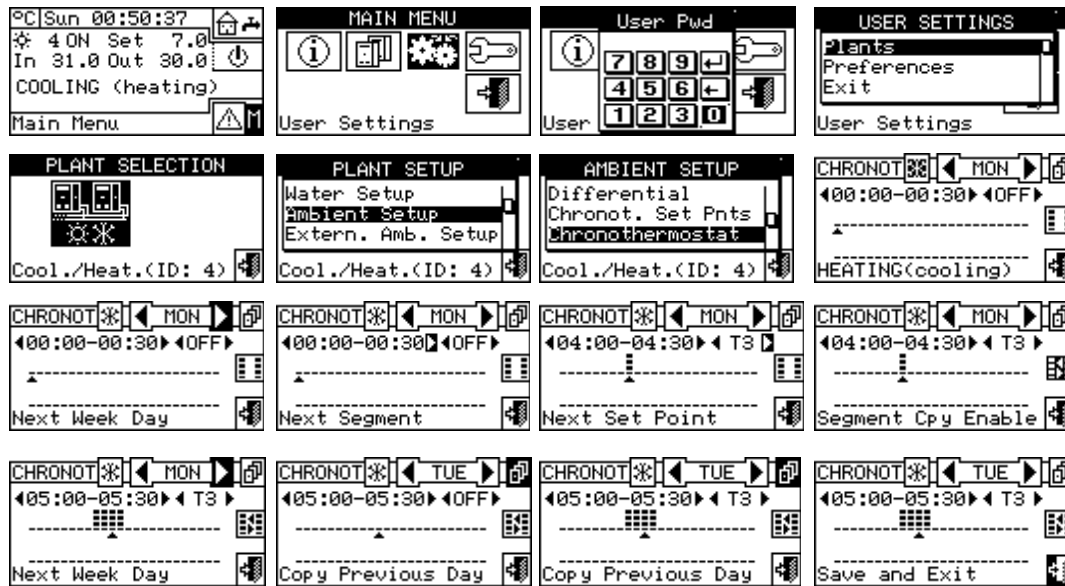 ºC Sun 00:50:37
4 ON Set 7.0
In 31.0 Out 30.0
COOLING (heating)
Main Menu M
MAIN MENU
i
User Settings
User Pwd
i
7 8 9
4 5 6
1 2 3 0
User
USER SETTINGS
Plants
Preferences
Exit
User Settings
PLANT SELECTION
Cool./Heat.(ID: 4)
PLANT SETUP
Water Setup
Ambient Setup
Extern. Amb. Setup
Cool./Heat.(ID: 4)
AMBIENT SETUP
Differential
Chronot. Set Pnts
Chronothermostat
Cool./Heat.(ID: 4)
CHRONOT MON
00:00-00:30 OFF
HEATING(cooling)
CHRONOT MON
00:00-00:30 OFF
Next Week Day
CHRONOT MON
00:00-00:30 OFF
Next Segment
CHRONOT MON
04:00-04:30 T3
Next Set Point
CHRONOT MON
04:00-04:30 T3
Segment Cpy Enable
CHRONOT MON
05:00-05:30 T3
Next Week Day
CHRONOT TUE
05:00-05:30 OFF
Copy Previous Day
CHRONOT TUE
05:00-05:30 T3
Copy Previous Day
CHRONOT TUE
05:00-05:30 T3
Save and Exit